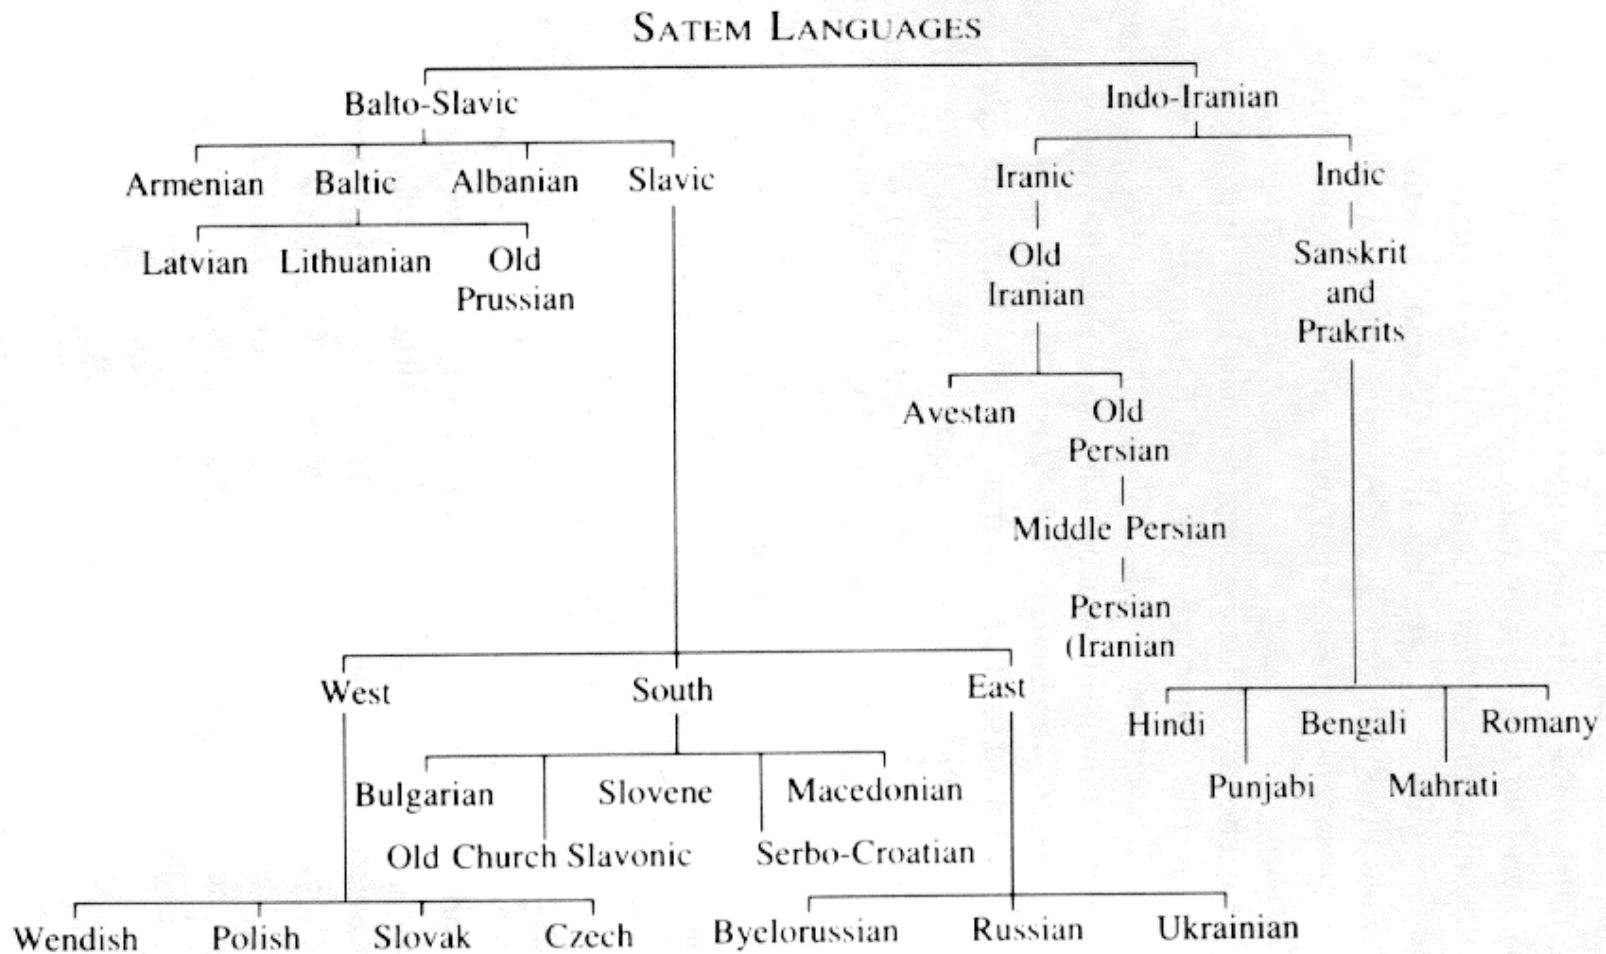 SATEM LANGUAGES
Balto-Slavic
Indo-Iranian
Armenian
Baltic
Albanian
Slavic
Iranic
Indic
Latvian
Lithuanian
Old
Prussian
Old
Iranian
Sanskrit
and
Prakrits
Avestan
Old
Persian
Middle Persian
Persian
(Iranian
West
South
East
Hindi
Bengali
Romany
Punjabi
Mahrati
Bulgarian
Slovene
Macedonian
Old Church Slavonic
Serbo-Croatian
Wendish
Polish
Slovak
Czech
Byelorussian
Russian
Ukrainian